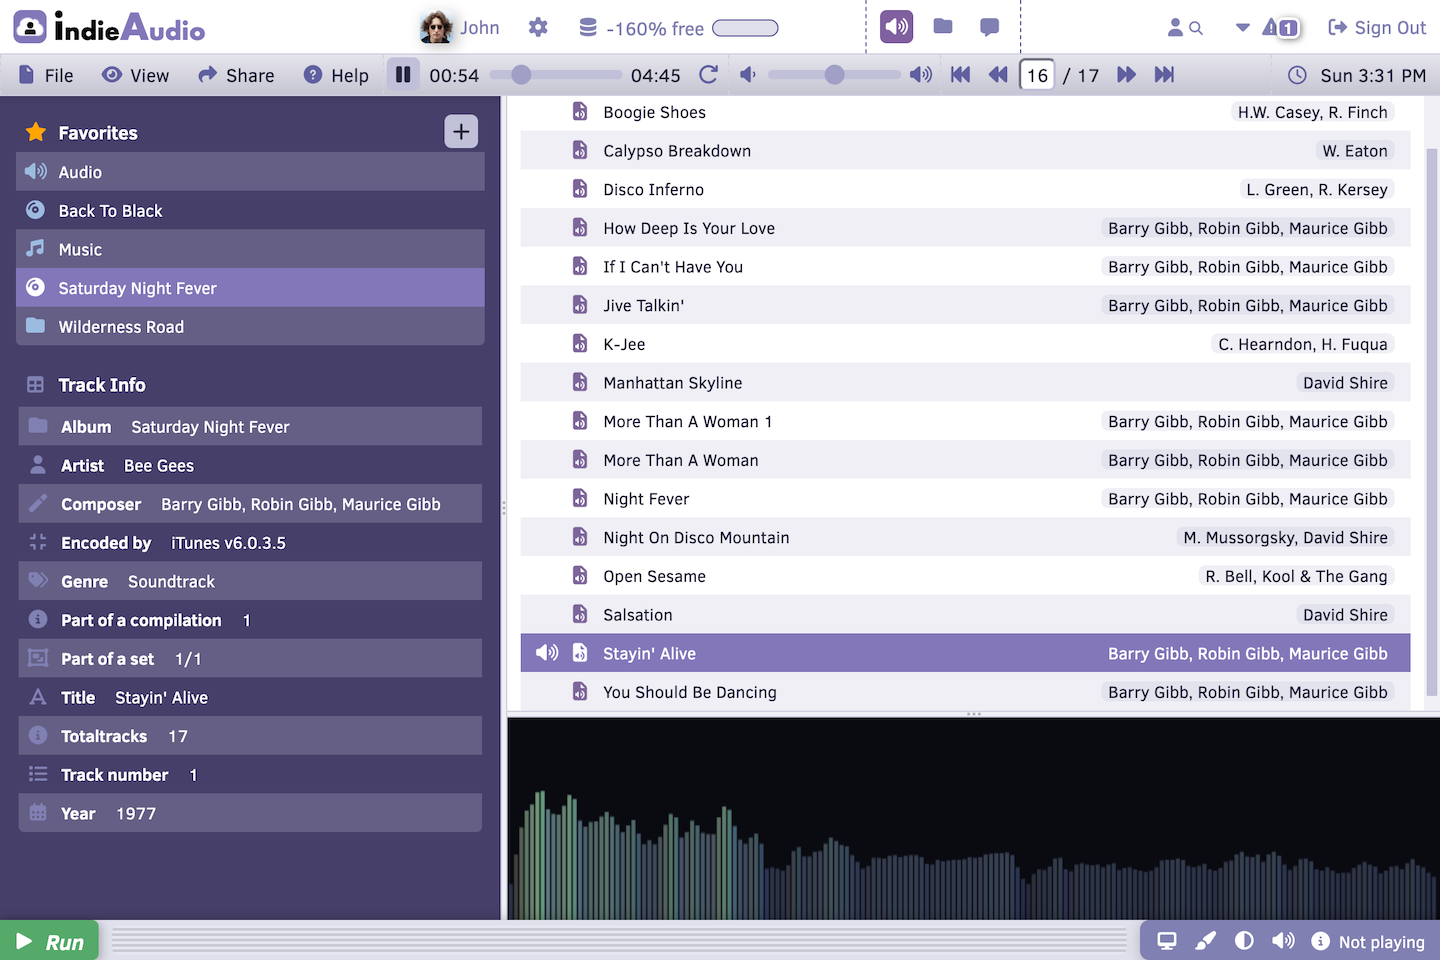 IndieAudio
John
-160% free
1
Sign Out
File
View
Share
Help
00:54
04:45
16 / 17
Sun 3:31 PM
Favorites
Audio
Back To Black
Music
Saturday Night Fever
Wilderness Road
Track Info
Album Saturday Night Fever
Artist Bee Gees
Composer Barry Gibb, Robin Gibb, Maurice Gibb
Encoded by iTunes v6.0.3.5
Genre Soundtrack
Part of a compilation 1
Part of a set 1/1
Title Stayin' Alive
Totaltracks 17
Track number 1
Year 1977
Boogie Shoes H.W. Casey, R. Finch
Calypso Breakdown W. Eaton
Disco Inferno L. Green, R. Kersey
How Deep Is Your Love Barry Gibb, Robin Gibb, Maurice Gibb
If I Can't Have You Barry Gibb, Robin Gibb, Maurice Gibb
Jive Talkin' Barry Gibb, Robin Gibb, Maurice Gibb
K-Jee C. Hearndon, H. Fuqua
Manhattan Skyline David Shire
More Than A Woman 1 Barry Gibb, Robin Gibb, Maurice Gibb
More Than A Woman Barry Gibb, Robin Gibb, Maurice Gibb
Night Fever Barry Gibb, Robin Gibb, Maurice Gibb
Night On Disco Mountain M. Mussorgsky, David Shire
Open Sesame R. Bell, Kool & The Gang
Salsation David Shire
Stayin' Alive Barry Gibb, Robin Gibb, Maurice Gibb
You Should Be Dancing Barry Gibb, Robin Gibb, Maurice Gibb
Run
Not playing